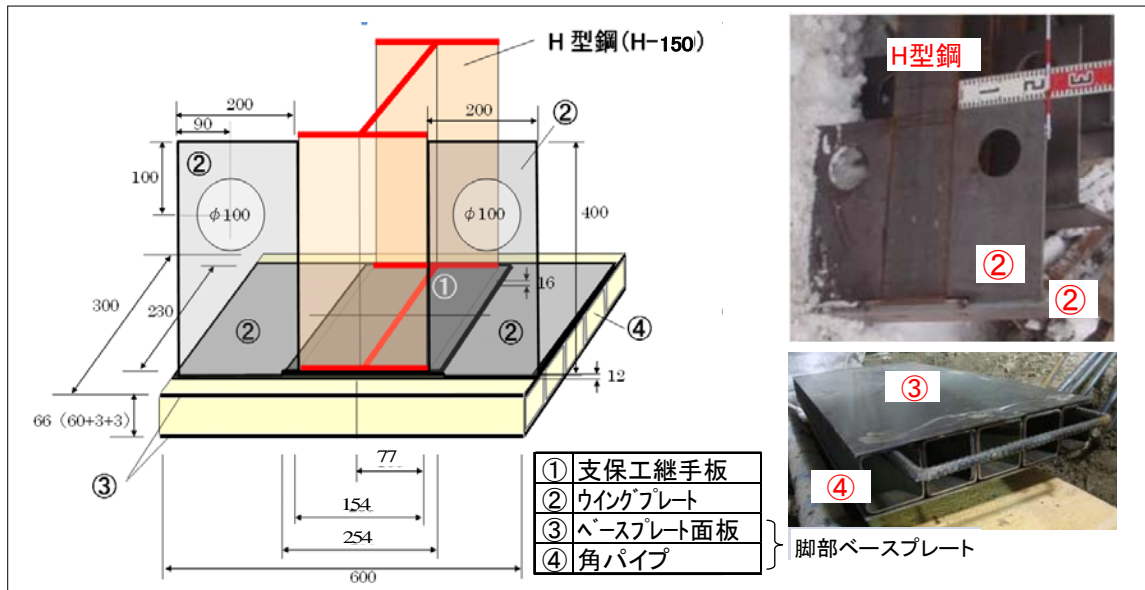 H型鋼(H-150)
200
90
200
②
②
100
φ100
φ100
400
①
16
300
230
②
②
④
12
66 (60+3+3)
③
77
154
254
600
① 支保工継手板
② ウイングプレート
③ ベースプレート面板
④ 角パイプ
脚部ベースプレート
H型鋼
1 2 3
②
②
③
④